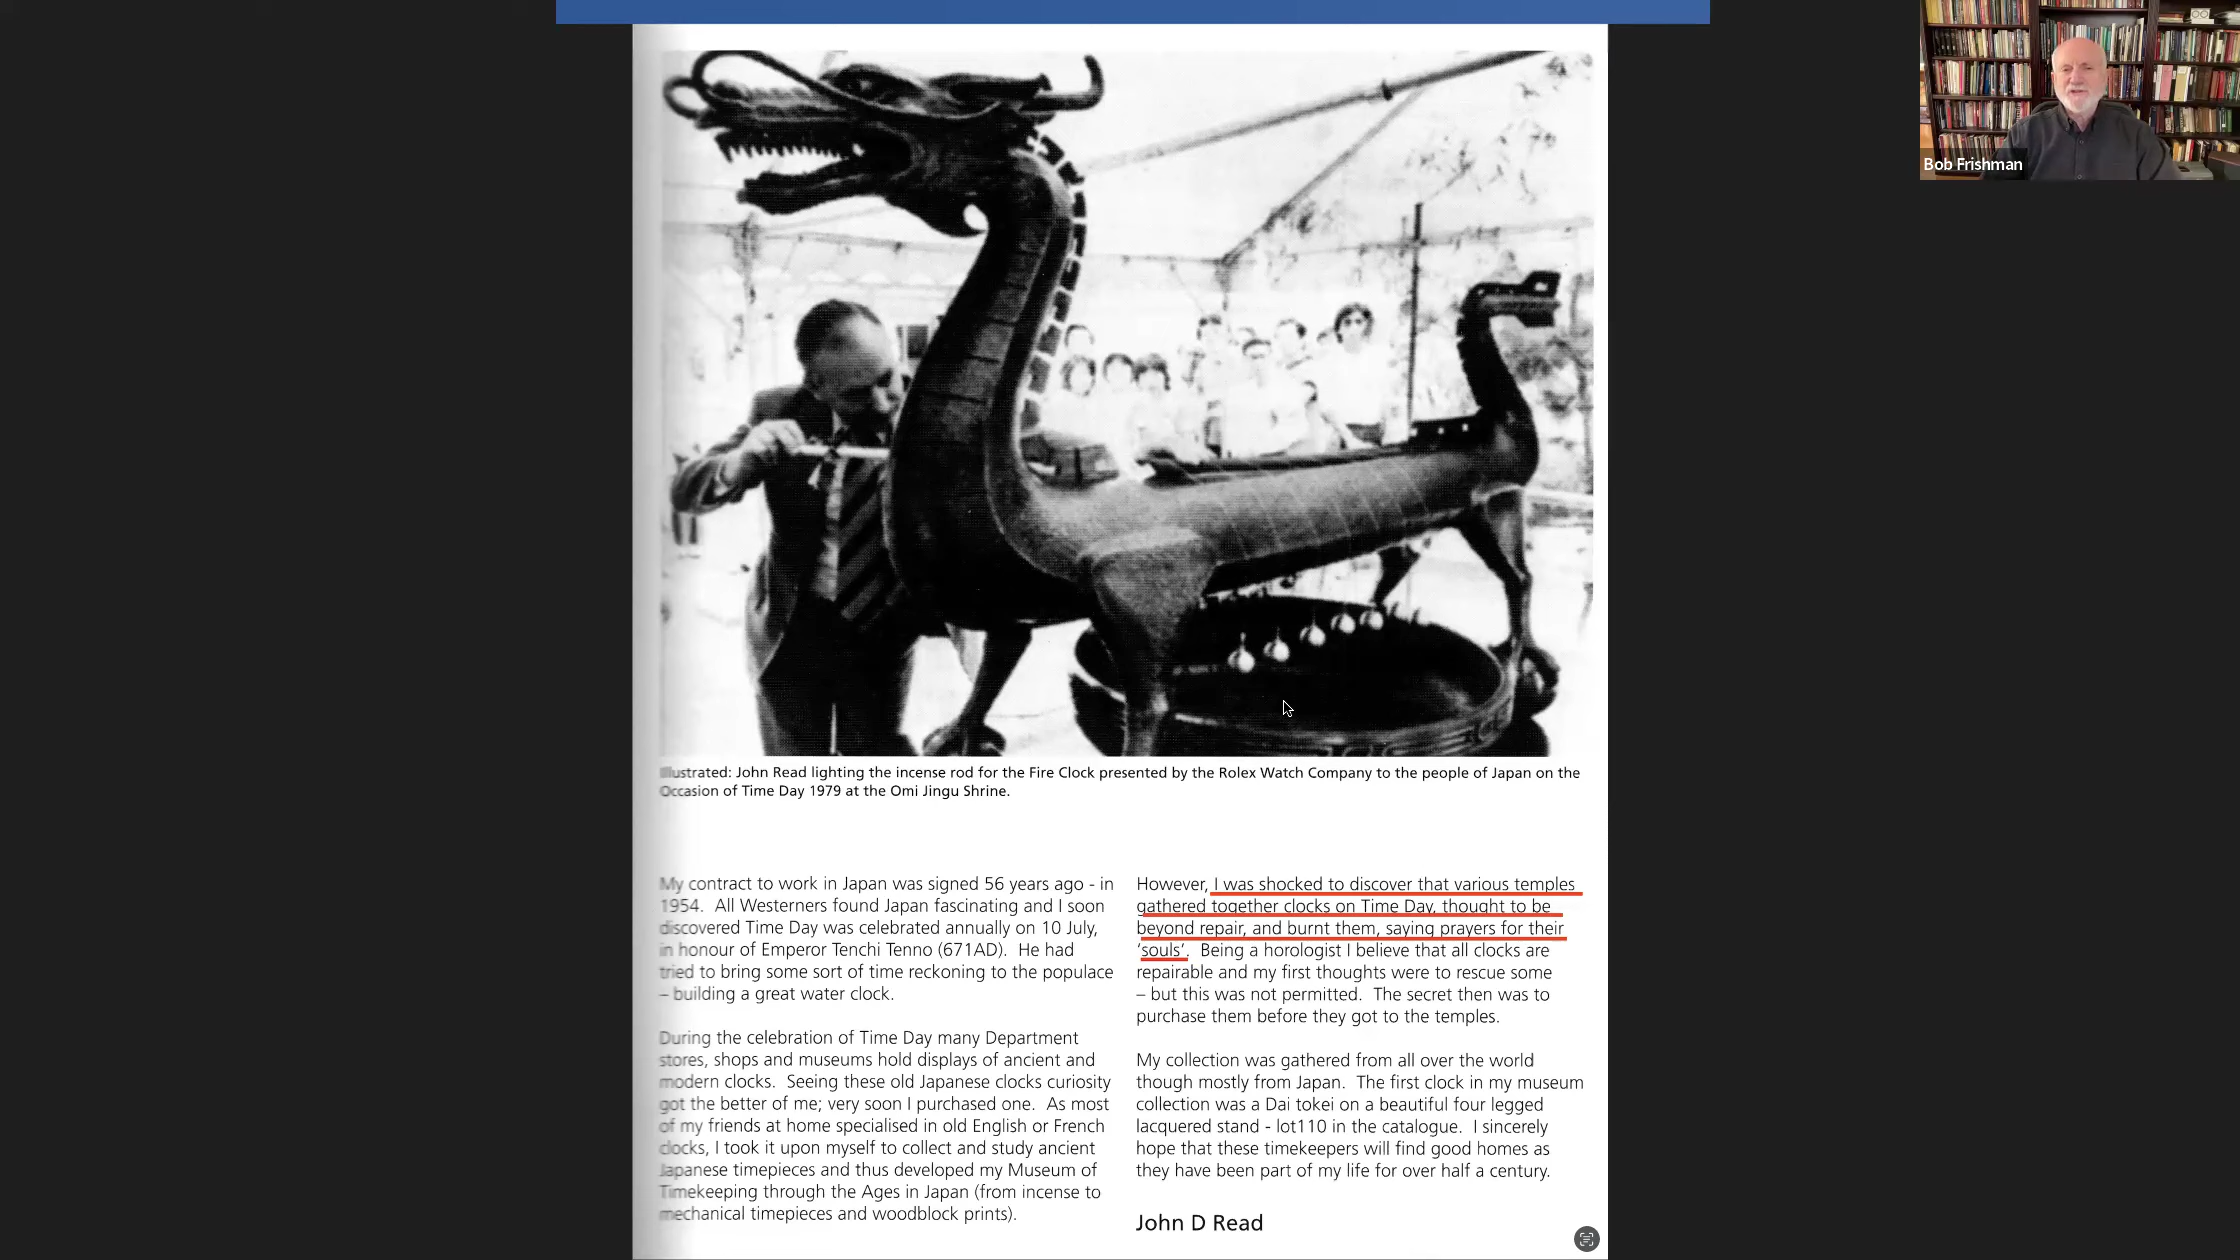 Bob Frishman
Illustrated: John Read lighting the incense rod for the Fire Clock presented by the Rolex Watch Company to the people of Japan on the
Occasion of Time Day 1979 at the Omi Jingu Shrine.
My contract to work in Japan was signed 56 years ago - in
1954.  All Westerners found Japan fascinating and I soon
discovered Time Day was celebrated annually on 10 July,
in honour of Emperor Tenchi Tenno (671AD).  He had
tried to bring some sort of time reckoning to the populace
– building a great water clock.
During the celebration of Time Day many Department
stores, shops and museums hold displays of ancient and
modern clocks.  Seeing these old Japanese clocks curiosity
got the better of me; very soon I purchased one.  As most
of my friends at home specialised in old English or French
clocks, I took it upon myself to collect and study ancient
Japanese timepieces and thus developed my Museum of
Timekeeping through the Ages in Japan (from incense to
mechanical timepieces and woodblock prints).
However, I was shocked to discover that various temples
gathered together clocks on Time Day, thought to be
beyond repair, and burnt them, saying prayers for their
‘souls’.  Being a horologist I believe that all clocks are
repairable and my first thoughts were to rescue some
– but this was not permitted.  The secret then was to
purchase them before they got to the temples.
My collection was gathered from all over the world
though mostly from Japan.  The first clock in my museum
collection was a Dai tokei on a beautiful four legged
lacquered stand - lot110 in the catalogue.  I sincerely
hope that these timekeepers will find good homes as
they have been part of my life for over half a century.
John D Read